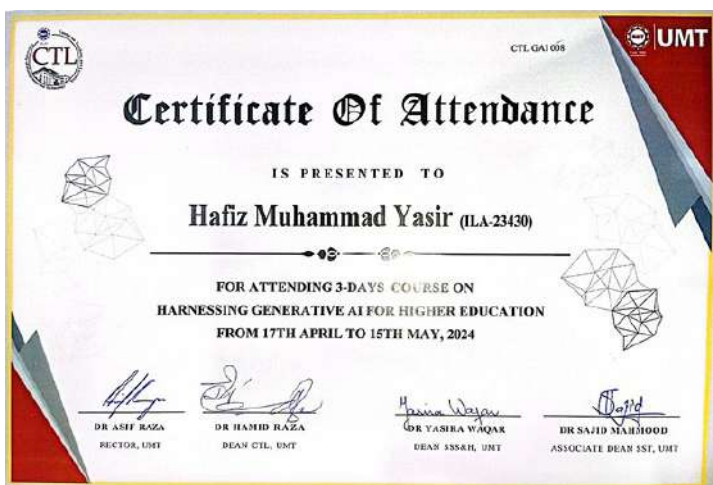 CTL
CTL GAI 008
UMT
Certificate Of Attendance
IS PRESENTED TO
Hafiz Muhammad Yasir (ILA-23430)
FOR ATTENDING 3-DAYS COURSE ON
HARNESSING GENERATIVE AI FOR HIGHER EDUCATION
FROM 17TH APRIL TO 15TH MAY, 2024
Yasira Waqar
Sajid
DR ASIF RAZA
DR HAMID RAZA
DR YASIRA WAQAR
DR SAJID MAHMOOD
RECTOR, UMT
DEAN CTL, UMT
DEAN SSS&H, UMT
ASSOCIATE DEAN SST, UMT